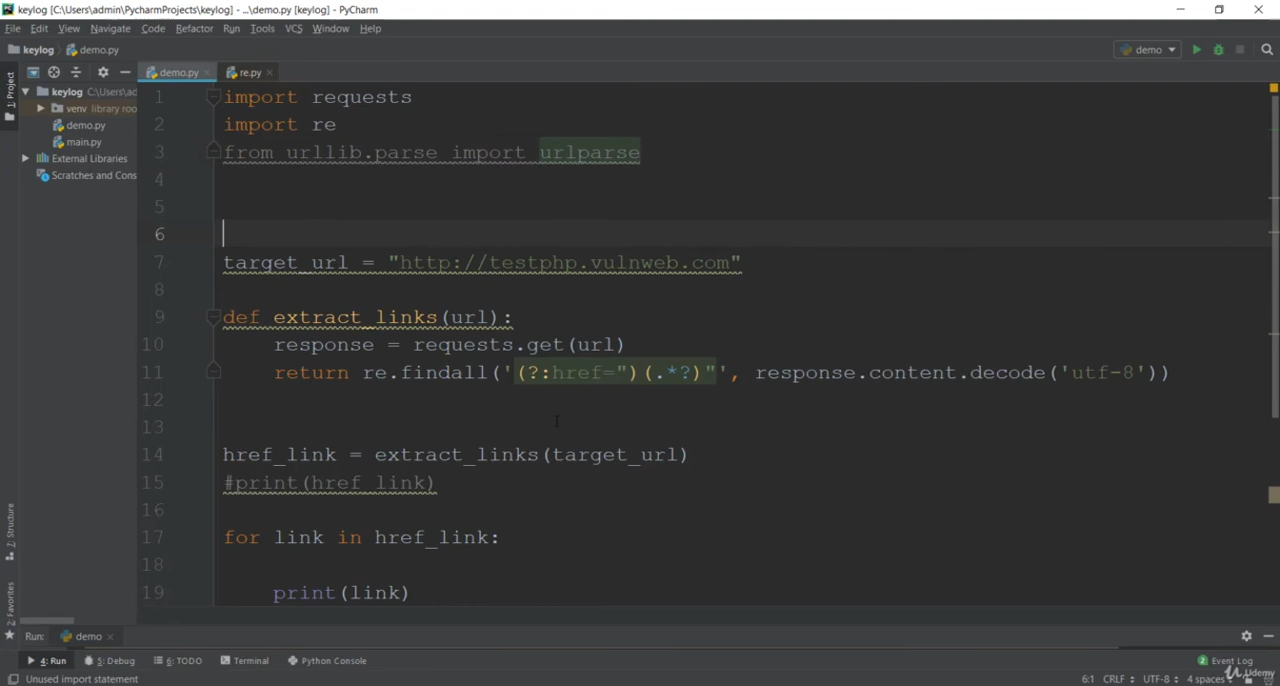 keylog [C:\Users\admin\PycharmProjects\keylog] - ...\demo.py [keylog] - PyCharm
File Edit View Navigate Code Refactor Run Tools VCS Window Help
keylog demo.py demo
demo.py re.py
1: Project
keylog C:\Users\ad
venv library roo
demo.py
main.py
External Libraries
Scratches and Cons
1 import requests
2 import re
3 from urllib.parse import urlparse
4
5
6
7 target_url = "http://testphp.vulnweb.com"
8
9 def extract_links(url):
10 response = requests.get(url)
11 return re.findall('(?:href=")(.*?)"', response.content.decode('utf-8'))
12
13
14 href_link = extract_links(target_url)
15 #print(href_link)
16
17 for link in href_link:
18
19 print(link)
7: Structure
2: Favorites
Run: demo
4: Run 5: Debug 6: TODO Terminal Python Console 2 Event Log
Unused import statement 6:1 CRLF UTF-8 4 spaces
Udemy